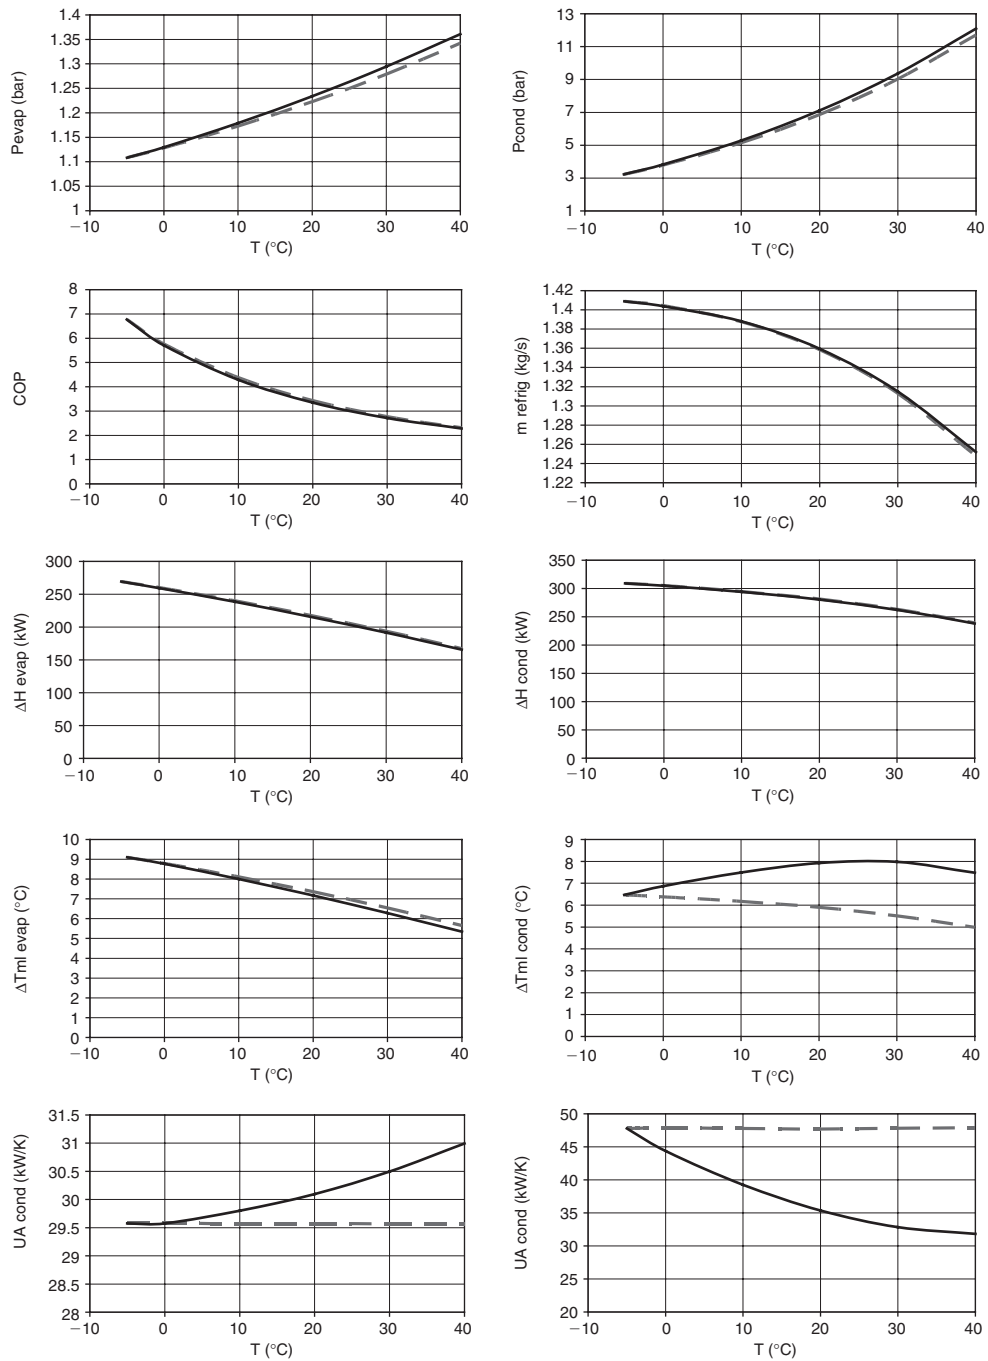 Pevap (bar)
1.4
1.35
1.3
1.25
1.2
1.15
1.1
1.05
1
−10 0 10 20 30 40
T (°C)
Pcond (bar)
13
11
9
7
5
3
1
−10 0 10 20 30 40
T (°C)
COP
8
7
6
5
4
3
2
1
0
−10 0 10 20 30 40
T (°C)
m refrig (kg/s)
1.42
1.4
1.38
1.36
1.34
1.32
1.3
1.28
1.26
1.24
1.22
−10 0 10 20 30 40
T (°C)
ΔH evap (kW)
300
250
200
150
100
50
0
−10 0 10 20 30 40
T (°C)
ΔH cond (kW)
350
300
250
200
150
100
50
0
−10 0 10 20 30 40
T (°C)
ΔTml evap (°C)
10
9
8
7
6
5
4
3
2
1
0
−10 0 10 20 30 40
T (°C)
ΔTml cond (°C)
9
8
7
6
5
4
3
2
1
0
−10 0 10 20 30 40
T (°C)
UA cond (kW/K)
31.5
31
30.5
30
29.5
29
28.5
28
−10 0 10 20 30 40
T (°C)
UA cond (kW/K)
50
45
40
35
30
25
20
−10 0 10 20 30 40
T (°C)